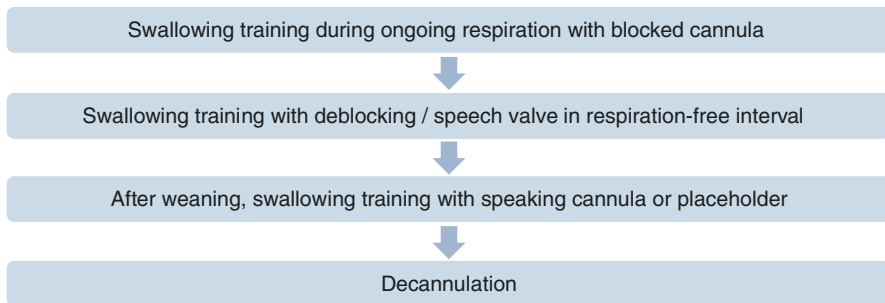 Swallowing training during ongoing respiration with blocked cannula
Swallowing training with deblocking / speech valve in respiration-free interval
After weaning, swallowing training with speaking cannula or placeholder
Decannulation